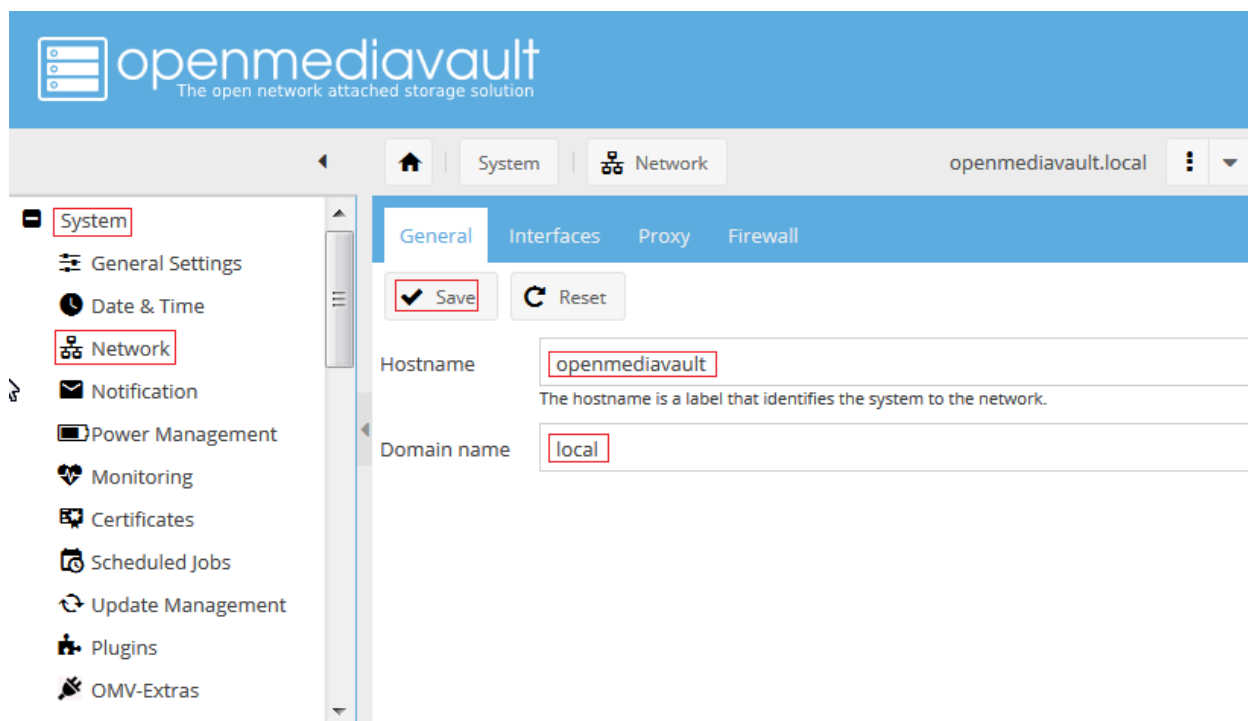 openmediavault
The open network attached storage solution
System
Network
openmediavault.local
System
General Settings
Date & Time
Network
Notification
Power Management
Monitoring
Certificates
Scheduled Jobs
Update Management
Plugins
OMV-Extras
General Interfaces Proxy Firewall
Save Reset
Hostname openmediavault
The hostname is a label that identifies the system to the network.
Domain name local